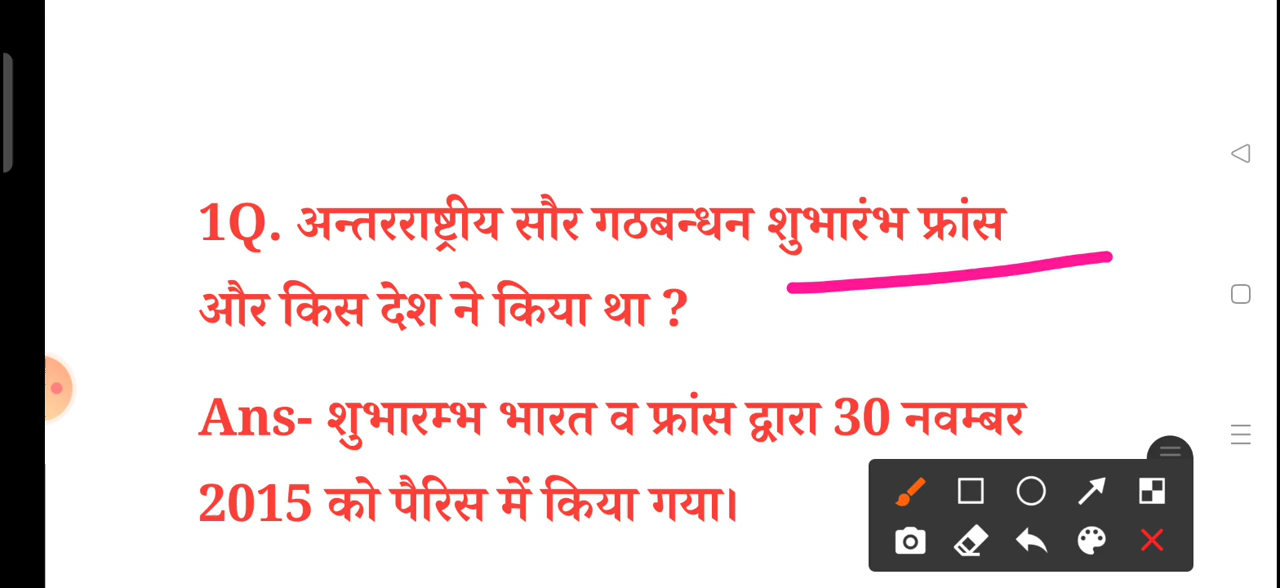 1Q. अन्तरराष्ट्रीय सौर गठबन्धन शुभारंभ फ्रांस
और किस देश ने किया था ?
Ans- शुभारम्भ भारत व फ्रांस द्वारा 30 नवम्बर
2015 को पैरिस में किया गया।